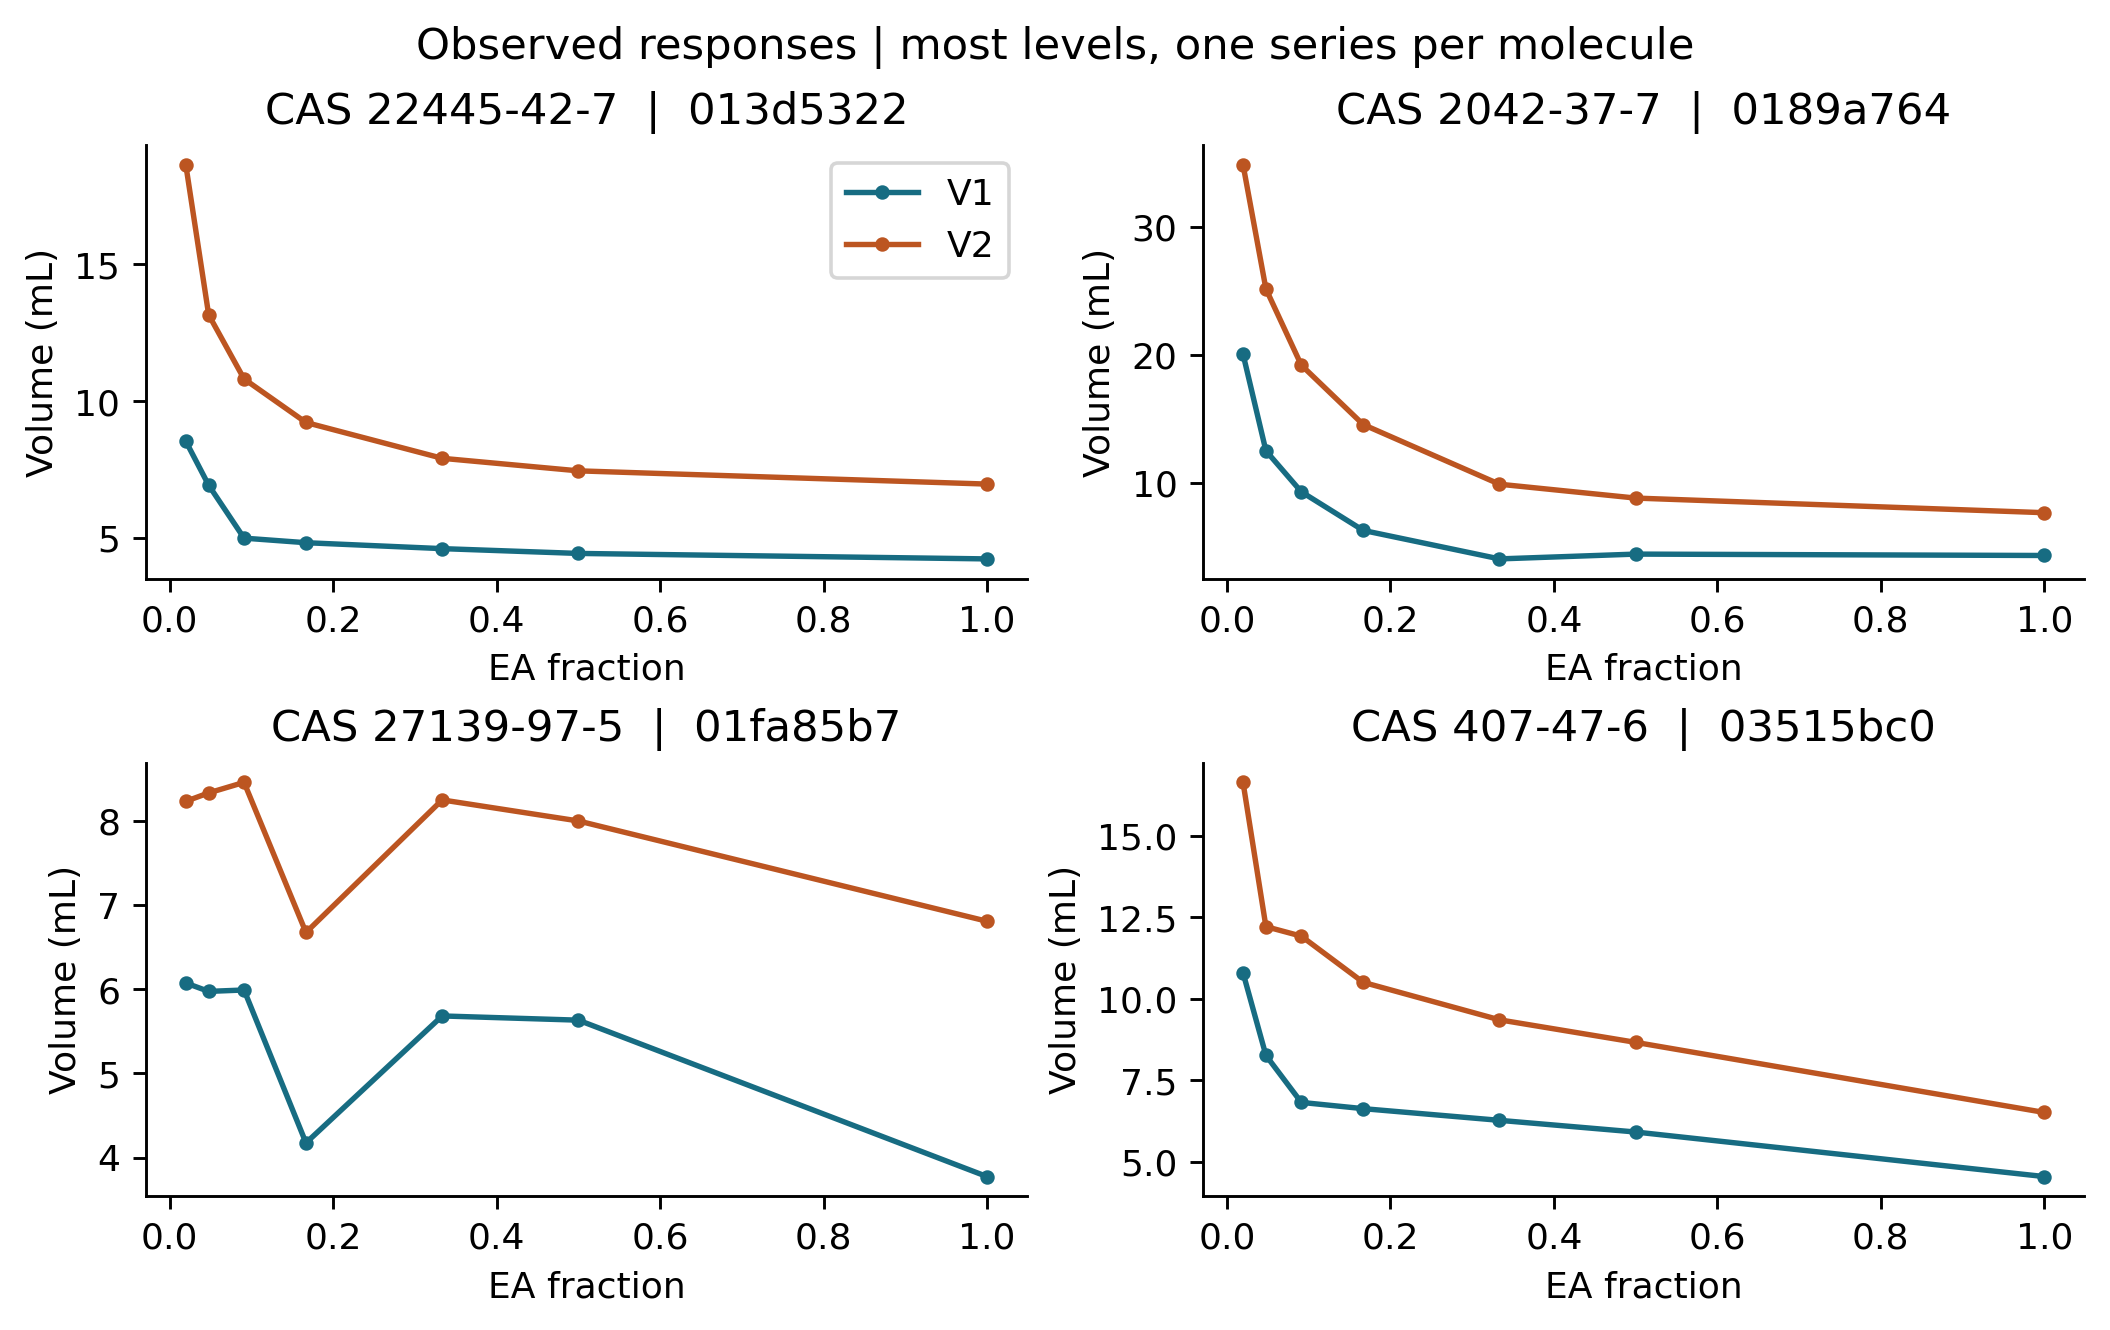 Observed responses | most levels, one series per molecule
CAS 22445-42-7 | 013d5322
Volume (mL)
15
10
5
V1
V2
0.0 0.2 0.4 0.6 0.8 1.0
EA fraction
CAS 2042-37-7 | 0189a764
Volume (mL)
30
20
10
0.0 0.2 0.4 0.6 0.8 1.0
EA fraction
CAS 27139-97-5 | 01fa85b7
Volume (mL)
8
7
6
5
4
0.0 0.2 0.4 0.6 0.8 1.0
EA fraction
CAS 407-47-6 | 03515bc0
Volume (mL)
15.0
12.5
10.0
7.5
5.0
0.0 0.2 0.4 0.6 0.8 1.0
EA fraction